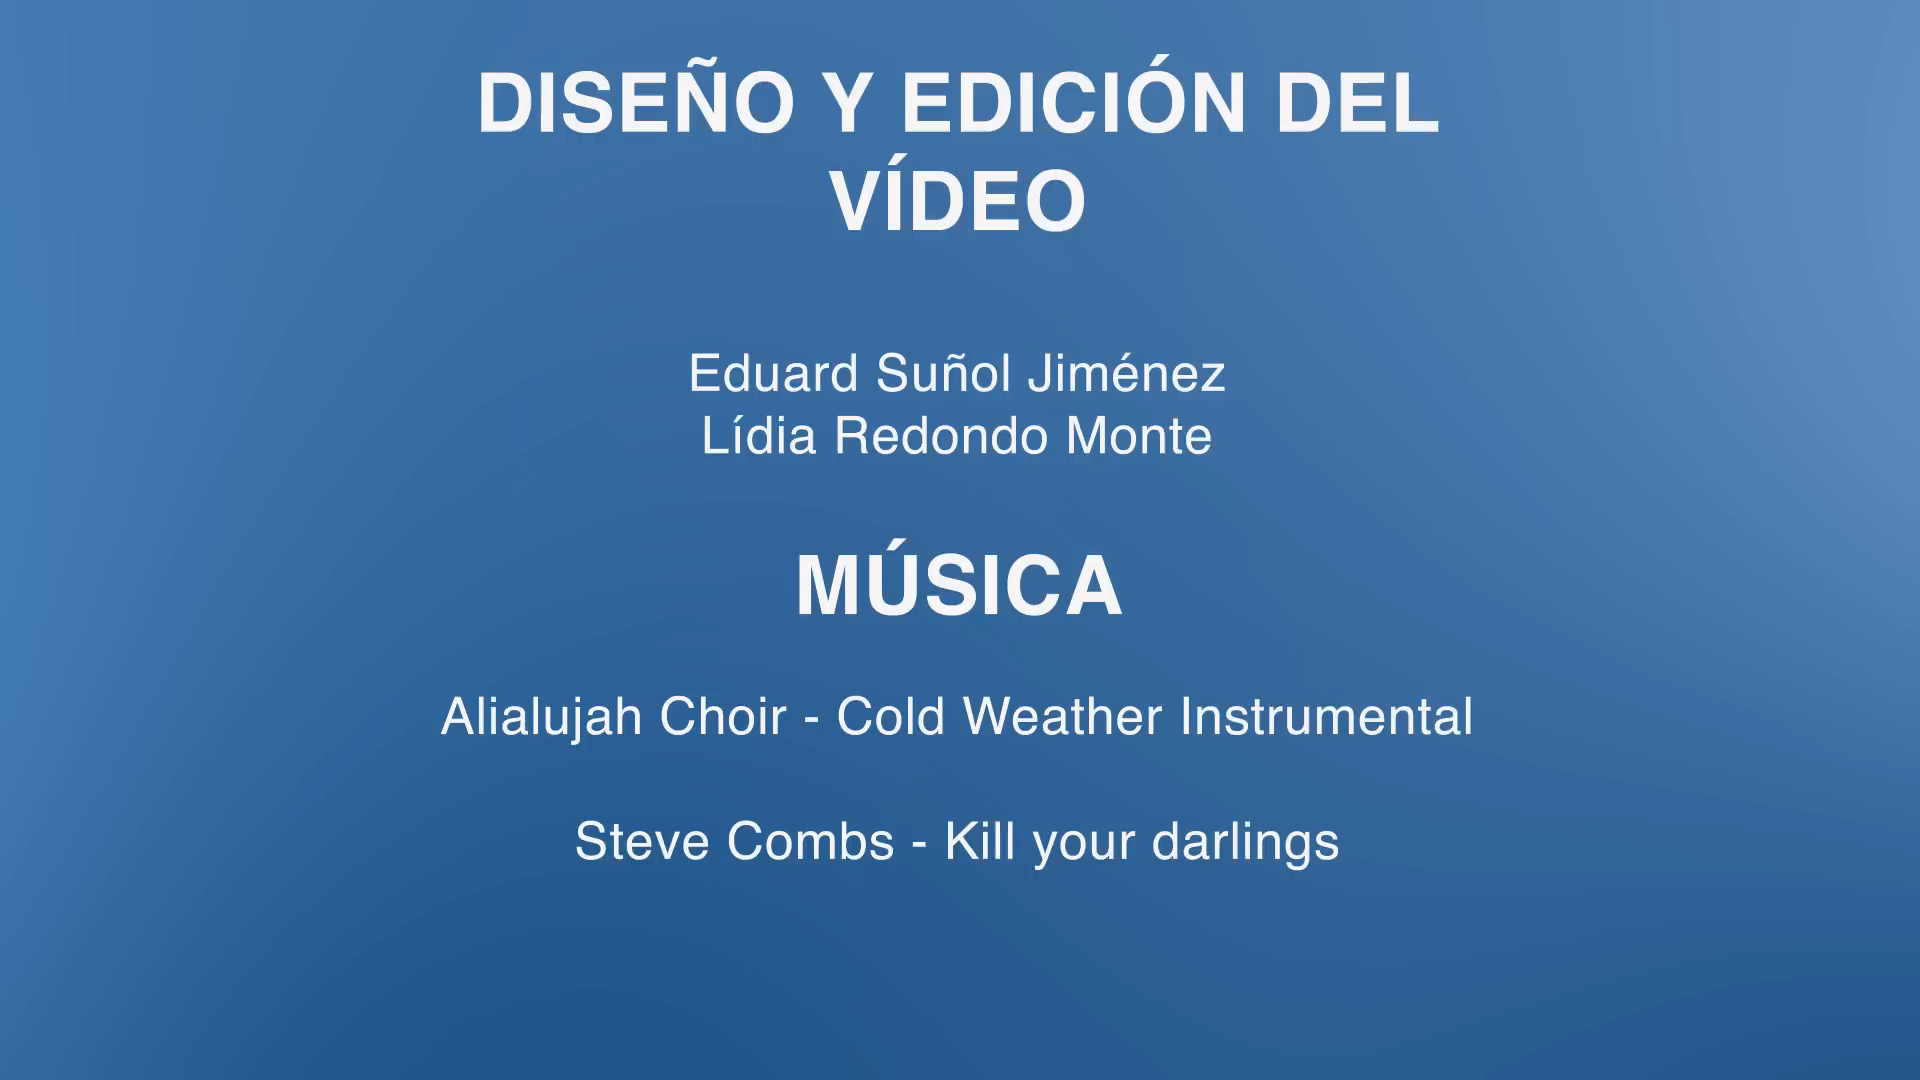 DISEÑO Y EDICIÓN DEL
VÍDEO
Eduard Suñol Jiménez
Lídia Redondo Monte
MÚSICA
Alialujah Choir - Cold Weather Instrumental
Steve Combs - Kill your darlings